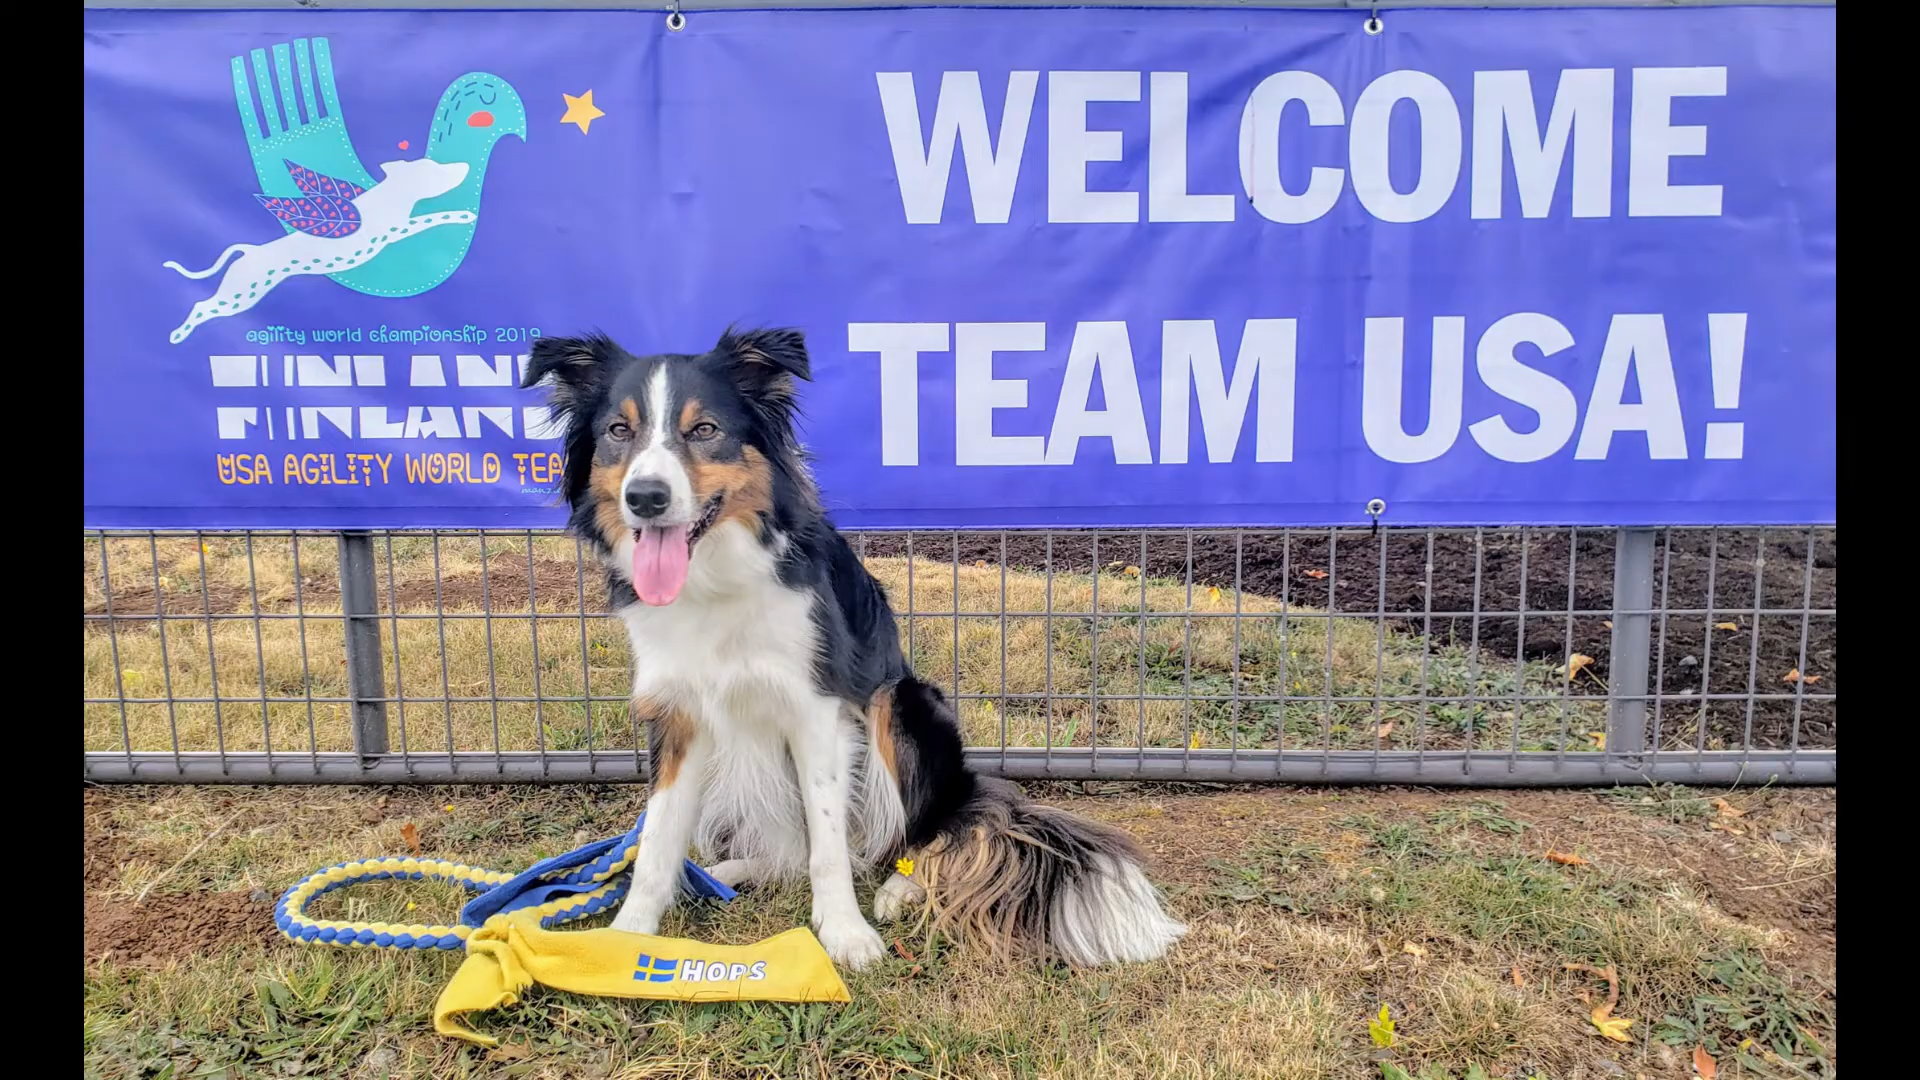 WELCOME
TEAM USA!
agility world championship 2019
FINLAND
USA AGILITY WORLD TEA
HOPS